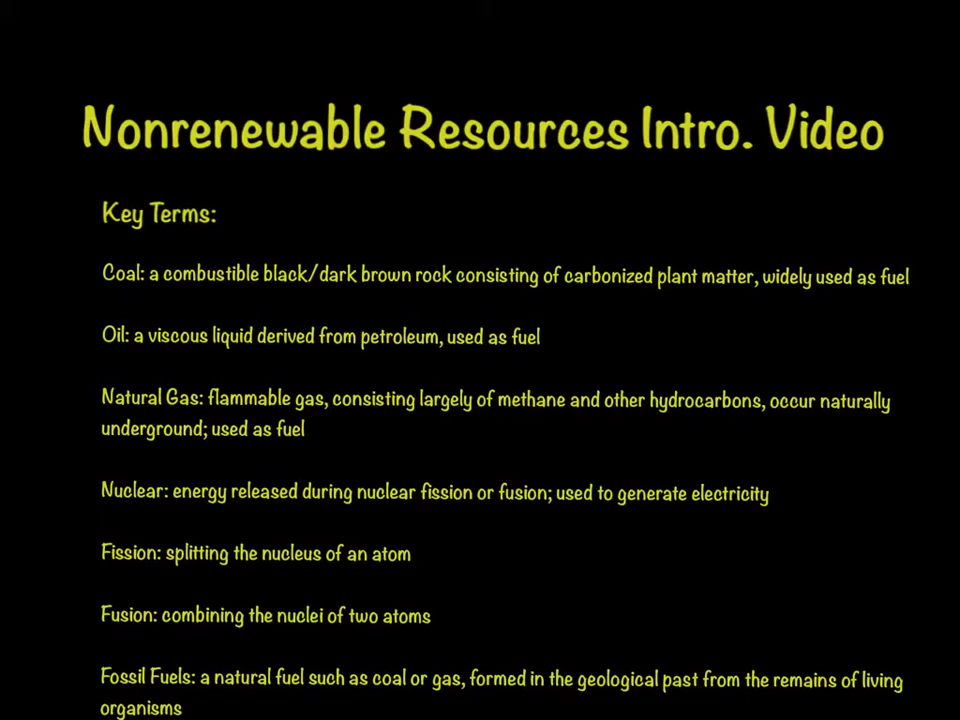 Nonrenewable Resources Intro. Video
Key Terms:
Coal: a combustible black/dark brown rock consisting of carbonized plant matter, widely used as fuel
Oil: a viscous liquid derived from petroleum, used as fuel
Natural Gas: flammable gas, consisting largely of methane and other hydrocarbons, occur naturally
underground; used as fuel
Nuclear: energy released during nuclear fission or fusion; used to generate electricity
Fission: splitting the nucleus of an atom
Fusion: combining the nuclei of two atoms
Fossil Fuels: a natural fuel such as coal or gas, formed in the geological past from the remains of living
organisms